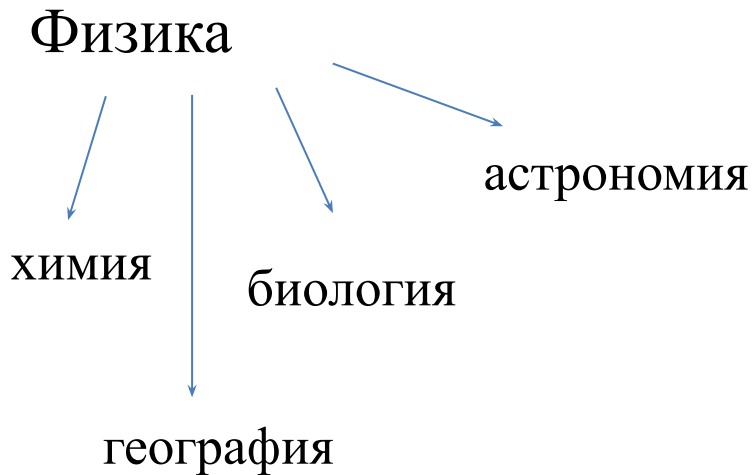 Физика
астрономия
химия
биология
география